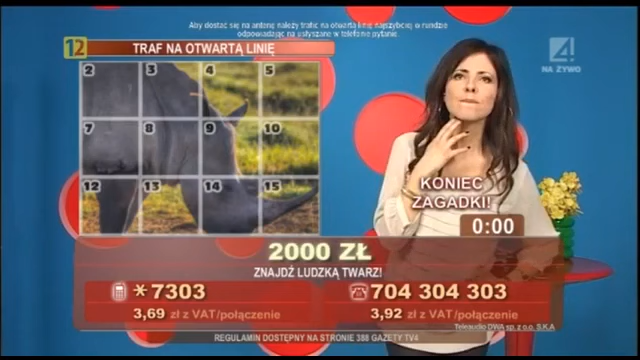 Aby dostać się na antenę należy trafić na otwartą linię najszybciej w rundzie
odpowiadając na usłyszane w telefonie pytanie.
12
TRAF NA OTWARTĄ LINIĘ
4
NA ŻYWO
2 3 4 5
7 8 9 10
12 13 14 15
KONIEC
ZAGADKI!
0:00
2000 ZŁ
ZNAJDŹ LUDZKĄ TWARZ!
*7303
704 304 303
3,69 zł z VAT/połączenie
3,92 zł z VAT/połączenie
Teleaudio DWA sp. z o.o. S.K.A
REGULAMIN DOSTĘPNY NA STRONIE 388 GAZETY TV4